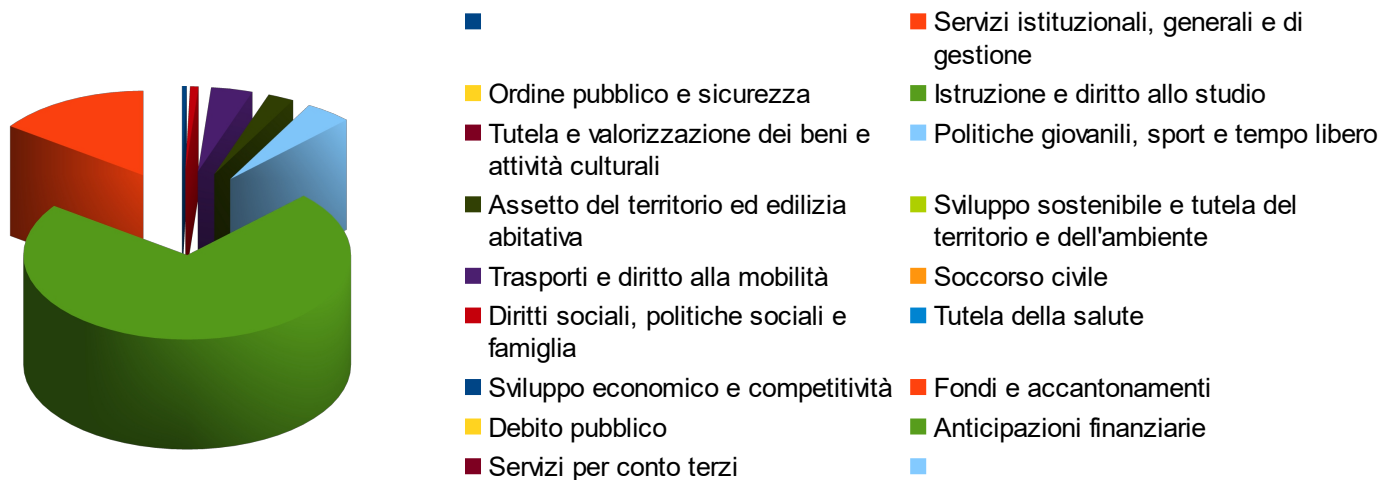 Servizi istituzionali, generali e di
gestione
Ordine pubblico e sicurezza
Istruzione e diritto allo studio
Tutela e valorizzazione dei beni e
attività culturali
Politiche giovanili, sport e tempo libero
Assetto del territorio ed edilizia
abitativa
Sviluppo sostenibile e tutela del
territorio e dell'ambiente
Trasporti e diritto alla mobilità
Soccorso civile
Diritti sociali, politiche sociali e
famiglia
Tutela della salute
Sviluppo economico e competitività
Fondi e accantonamenti
Debito pubblico
Anticipazioni finanziarie
Servizi per conto terzi